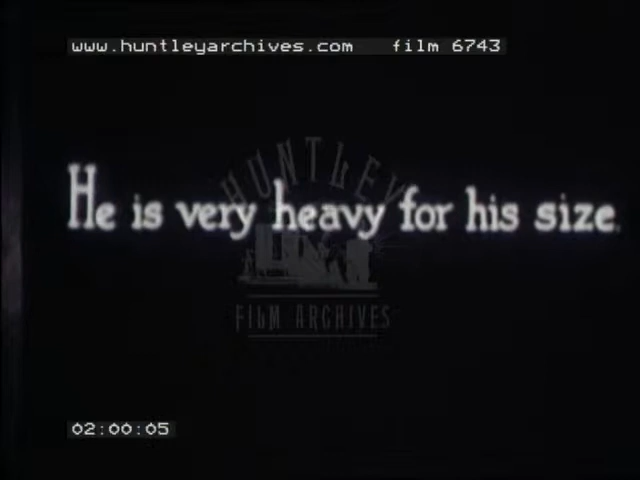 www.huntleyarchives.com film 6743
He is very heavy for his size.
HUNTLEY
FILM ARCHIVES
02:00:05